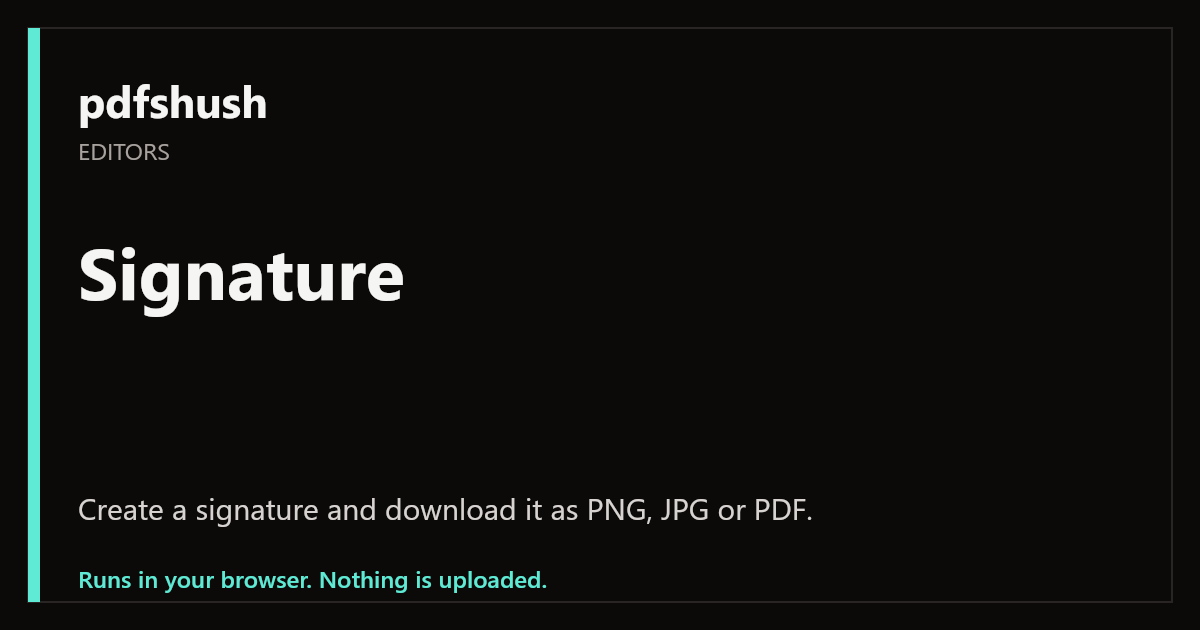 pdfshush
EDITORS
Signature
Create a signature and download it as PNG, JPG or PDF.
Runs in your browser. Nothing is uploaded.